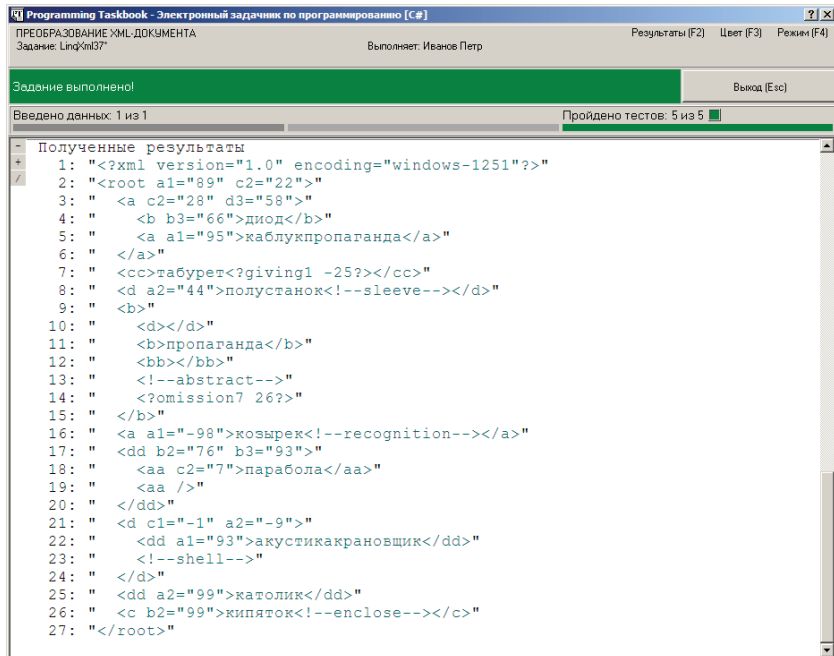 Programming Taskbook - Электронный задачник по программированию [C#]
ПРЕОБРАЗОВАНИЕ XML-ДОКУМЕНТА
Задание: LinqXml37°
Выполняет: Иванов Петр
Результаты (F2) Цвет (F3) Режим (F4)
Задание выполнено!
Выход (Esc)
Введено данных: 1 из 1
Пройдено тестов: 5 из 5
Полученные результаты
1: "<?xml version="1.0" encoding="windows-1251"?>"
2: "<root a1="89" c2="22">"
3: "  <a c2="28" d3="58">"
4: "    <b b3="66">диод</b>"
5: "    <a a1="95">каблукпропаганда</a>"
6: "  </a>"
7: "  <cc>табурет<?giving1 -25?></cc>"
8: "  <d a2="44">полустанок<!--sleeve--></d>"
9: "  <b>"
10: "    <d></d>"
11: "    <b>пропаганда</b>"
12: "    <bb></bb>"
13: "    <!--abstract-->"
14: "    <?omission7 26?>"
15: "  </b>"
16: "  <a a1="-98">козырек<!--recognition--></a>"
17: "  <dd b2="76" b3="93">"
18: "    <aa c2="7">парабола</aa>"
19: "    <aa />"
20: "  </dd>"
21: "  <d c1="-1" a2="-9">"
22: "    <dd a1="93">акустикакрановщик</dd>"
23: "    <!--shell-->"
24: "  </d>"
25: "  <dd a2="99">католик</dd>"
26: "  <c b2="99">кипяток<!--enclose--></c>"
27: "</root>"